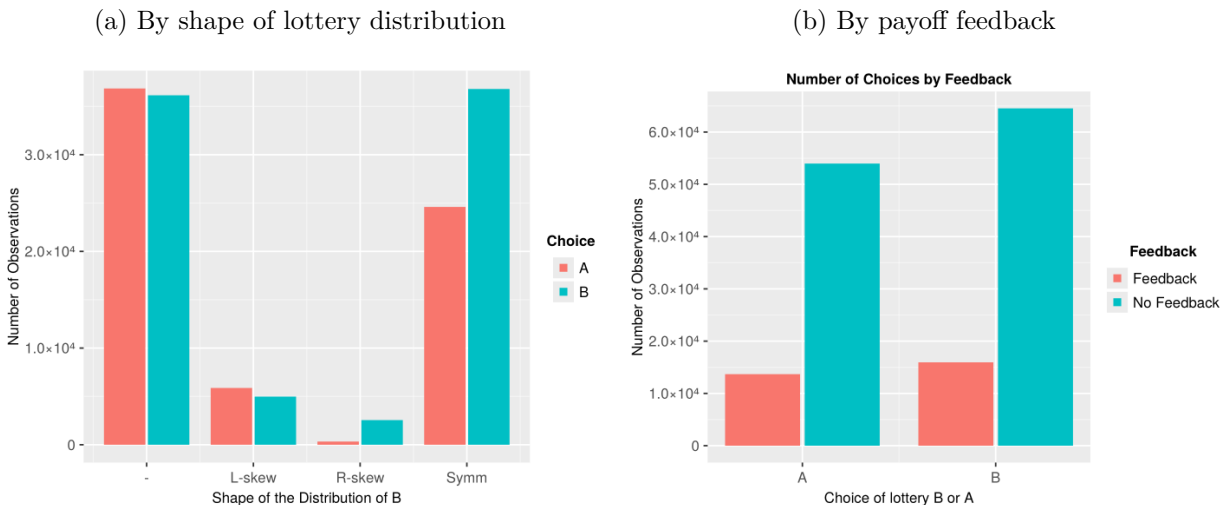 (a) By shape of lottery distribution
Number of Observations
3.0×10⁴
2.0×10⁴
1.0×10⁴
0
-
L-skew
R-skew
Symm
Shape of the Distribution of B
Choice
A
B
(b) By payoff feedback
Number of Choices by Feedback
Number of Observations
6.0×10⁴
5.0×10⁴
4.0×10⁴
3.0×10⁴
2.0×10⁴
1.0×10⁴
0
A
B
Choice of lottery B or A
Feedback
Feedback
No Feedback